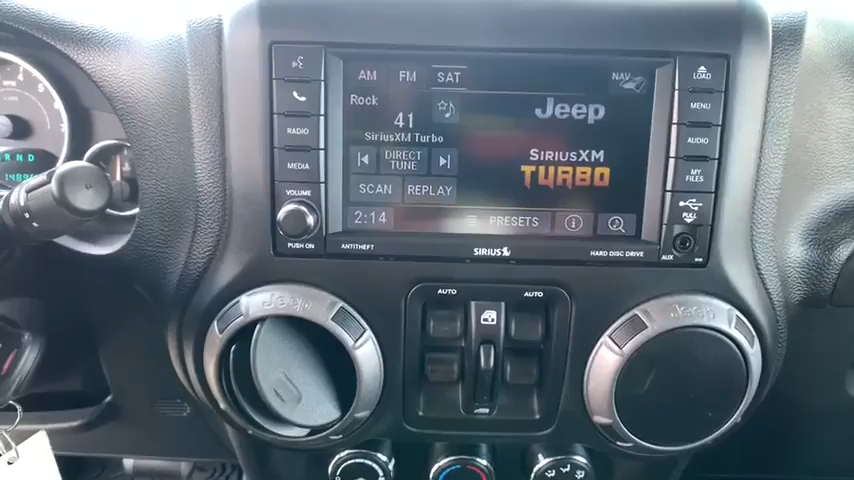 AM FM SAT NAV
Rock
41
SiriusXM Turbo
DIRECT
TUNE
SCAN REPLAY
2:14
PRESETS
Jeep
SIRIUSXM
TURBO
RADIO
MEDIA
VOLUME
PUSH ON
ANTITHEFT
SIRIUS
HARD DISC DRIVE
LOAD
MENU
AUDIO
MY
FILES
PULL
AUX
RND
AUTO AUTO
Jeep
Jeep